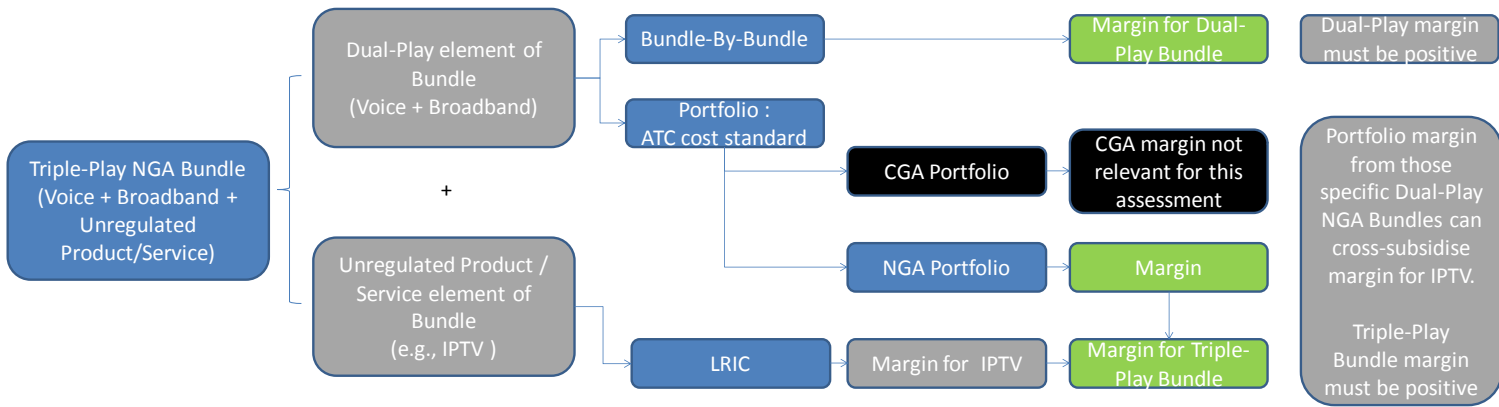 Triple-Play NGA Bundle
(Voice + Broadband +
Unregulated
Product/Service)
Dual-Play element of
Bundle
(Voice + Broadband)
+
Unregulated Product /
Service element of
Bundle
(e.g., IPTV )
Bundle-By-Bundle
Portfolio :
ATC cost standard
CGA Portfolio
NGA Portfolio
LRIC
Margin for IPTV
Margin for Dual-
Play Bundle
CGA margin not
relevant for this
assessment
Margin
Margin for Triple-
Play Bundle
Dual-Play margin
must be positive
Portfolio margin
from those
specific Dual-Play
NGA Bundles can
cross-subsidise
margin for IPTV.
Triple-Play
Bundle margin
must be positive